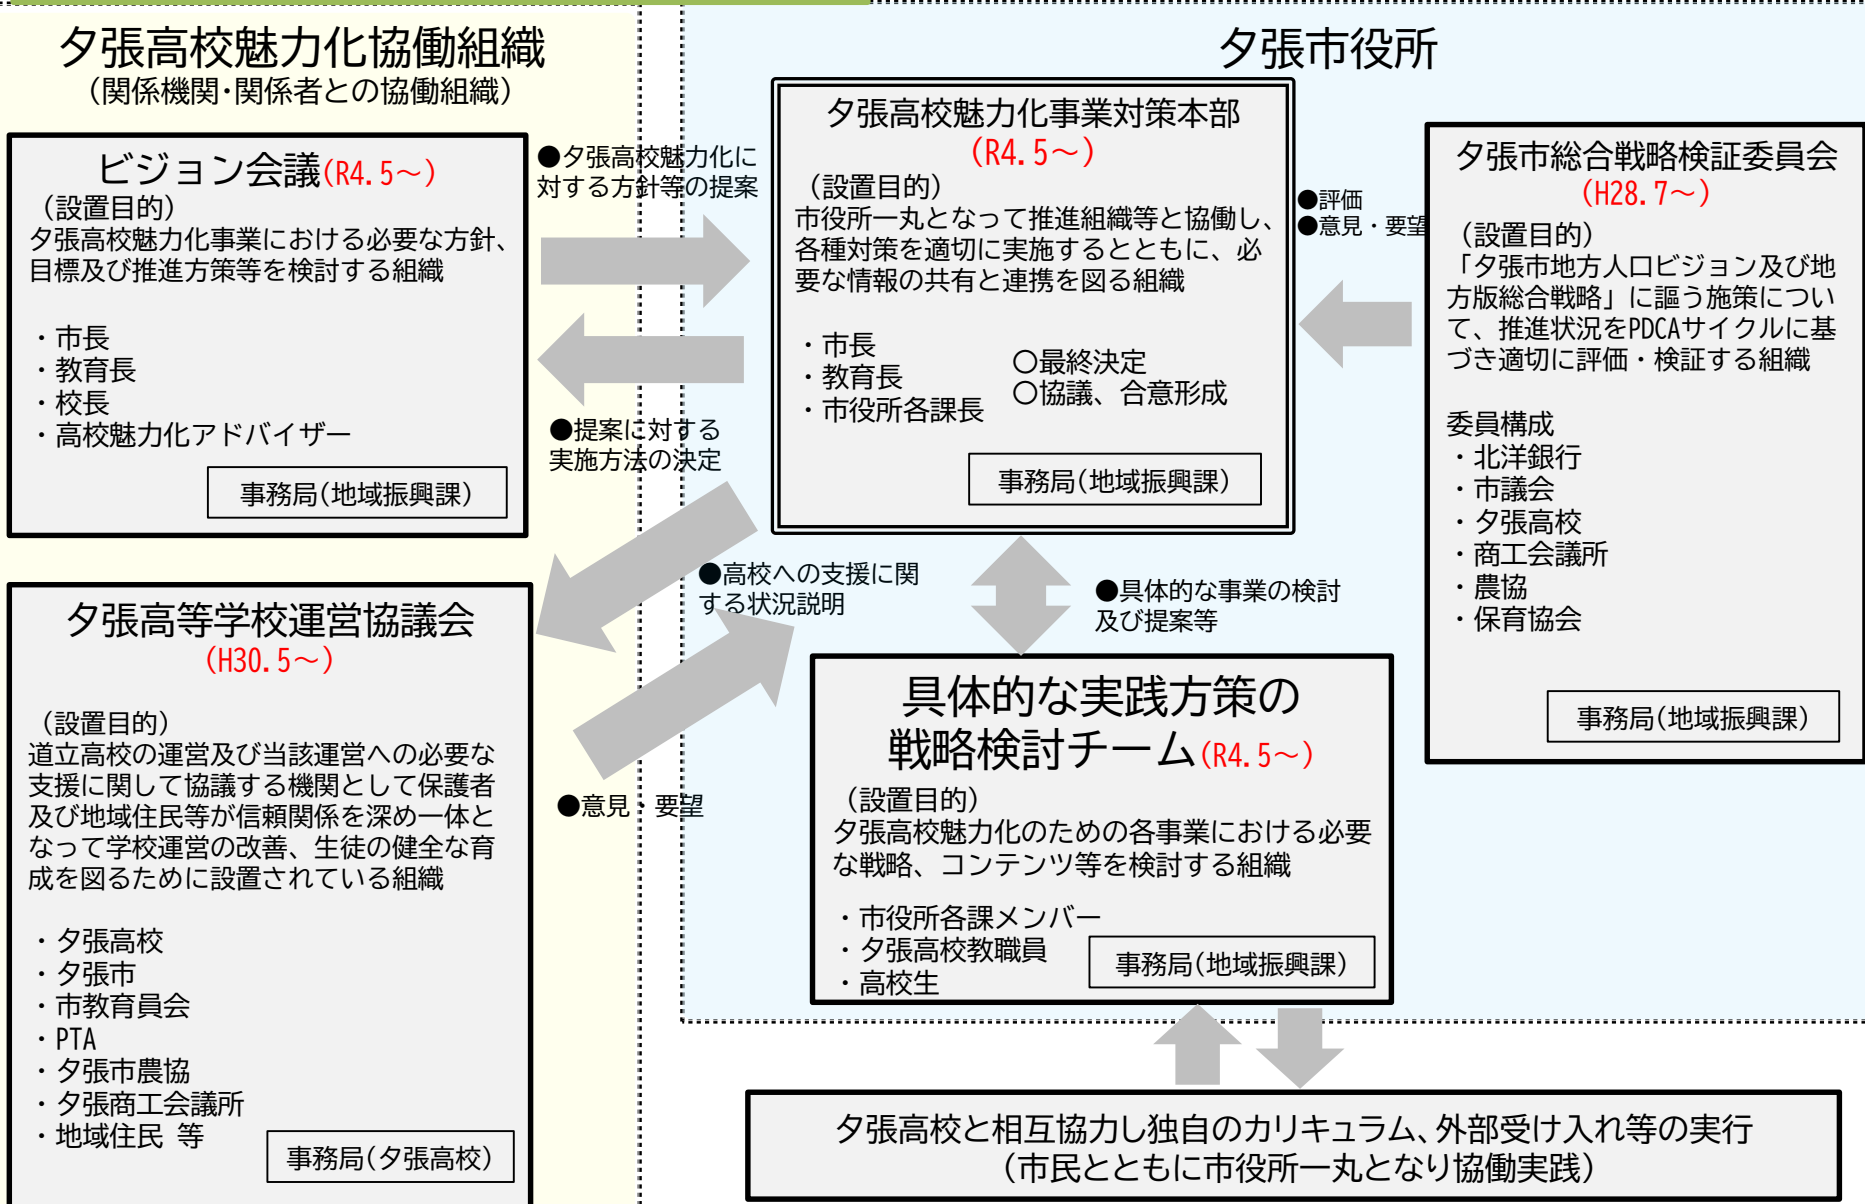 夕張高校魅力化協働組織
（関係機関・関係者との協働組織）
ビジョン会議(R4.5～)
（設置目的）
夕張高校魅力化事業における必要な方針、
目標及び推進方策等を検討する組織
・市長
・教育長
・校長
・高校魅力化アドバイザー
事務局(地域振興課)
●夕張高校魅力化に
対する方針等の提案
●提案に対する
実施方法の決定
夕張高等学校運営協議会
(H30.5～)
（設置目的）
道立高校の運営及び当該運営への必要な
支援に関して協議する機関として保護者
及び地域住民等が信頼関係を深め一体と
なって学校運営の改善、生徒の健全な育
成を図るために設置されている組織
・夕張高校
・夕張市
・市教育員会
・PTA
・夕張市農協
・夕張商工会議所
・地域住民 等
事務局(夕張高校)
●高校への支援に関
する状況説明
●意見・要望
夕張市役所
夕張高校魅力化事業対策本部
(R4.5～)
（設置目的）
市役所一丸となって推進組織等と協働し、
各種対策を適切に実施するとともに、必
要な情報の共有と連携を図る組織
・市長
・教育長
・市役所各課長
〇最終決定
〇協議、合意形成
事務局(地域振興課)
●評価
●意見・要望
夕張市総合戦略検証委員会
(H28.7～)
（設置目的）
「夕張市地方人口ビジョン及び地
方版総合戦略」に謳う施策につい
て、推進状況をPDCAサイクルに基
づき適切に評価・検証する組織
委員構成
・北洋銀行
・市議会
・夕張高校
・商工会議所
・農協
・保育協会
事務局(地域振興課)
●具体的な事業の検討
及び提案等
具体的な実践方策の
戦略検討チーム(R4.5～)
（設置目的）
夕張高校魅力化のための各事業における必要
な戦略、コンテンツ等を検討する組織
・市役所各課メンバー
・夕張高校教職員
・高校生
事務局(地域振興課)
夕張高校と相互協力し独自のカリキュラム、外部受け入れ等の実行
（市民とともに市役所一丸となり協働実践）